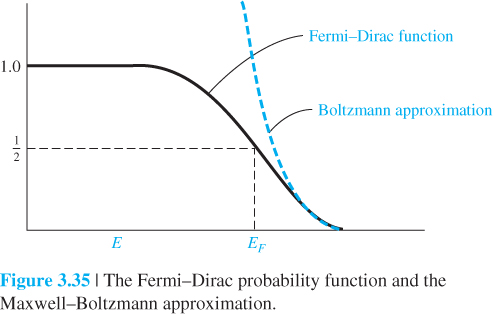 Fermi–Dirac function
1.0
Boltzmann approximation
1
2
E
E_F
Figure 3.35 | The Fermi–Dirac probability function and the
Maxwell–Boltzmann approximation.